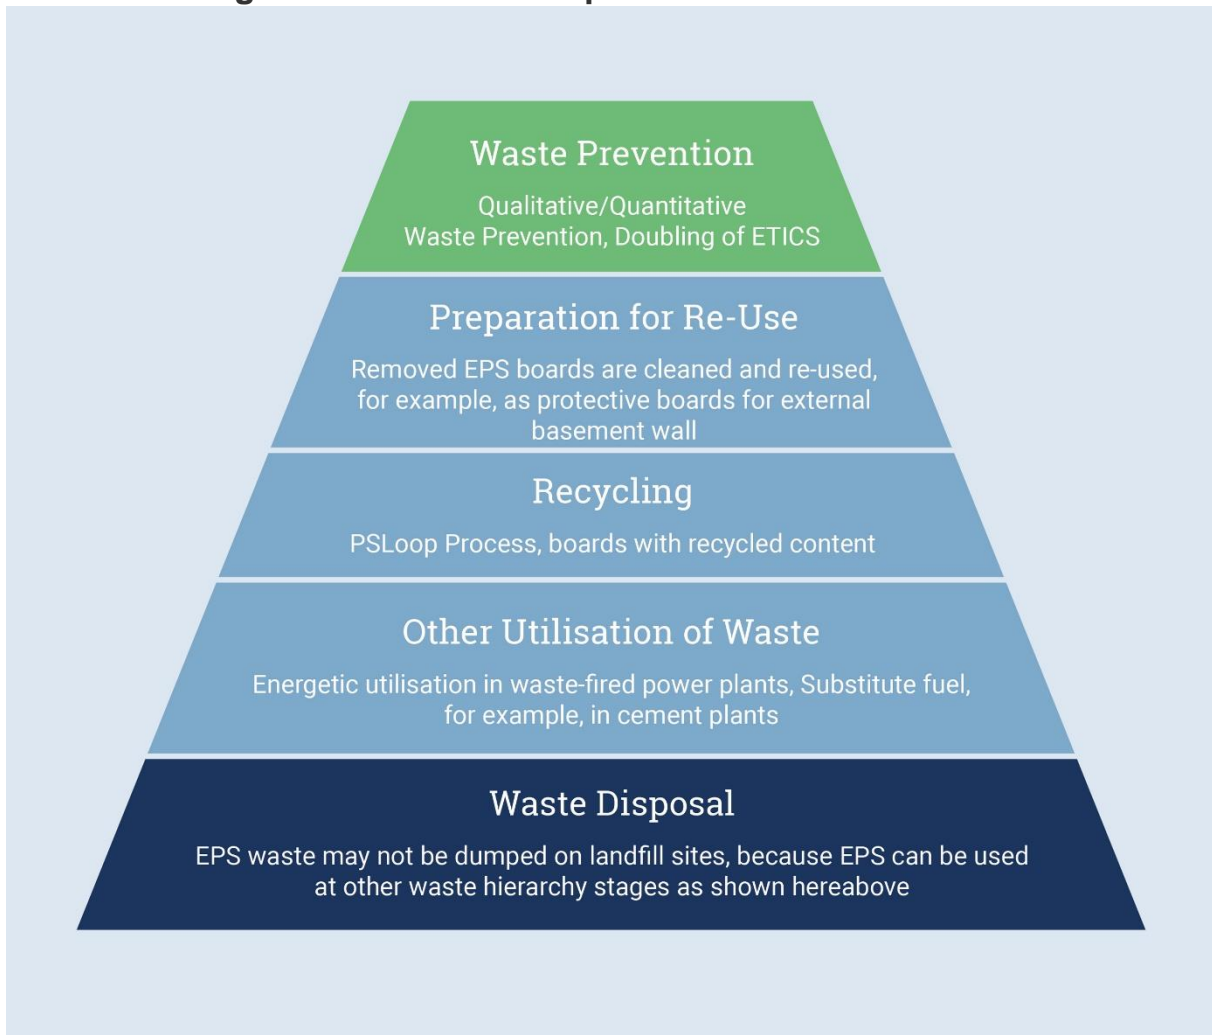 Waste Prevention
Qualitative/Quantitative
Waste Prevention, Doubling of ETICS
Preparation for Re-Use
Removed EPS boards are cleaned and re-used,
for example, as protective boards for external
basement wall
Recycling
PSLoop Process, boards with recycled content
Other Utilisation of Waste
Energetic utilisation in waste-fired power plants, Substitute fuel,
for example, in cement plants
Waste Disposal
EPS waste may not be dumped on landfill sites, because EPS can be used
at other waste hierarchy stages as shown hereabove